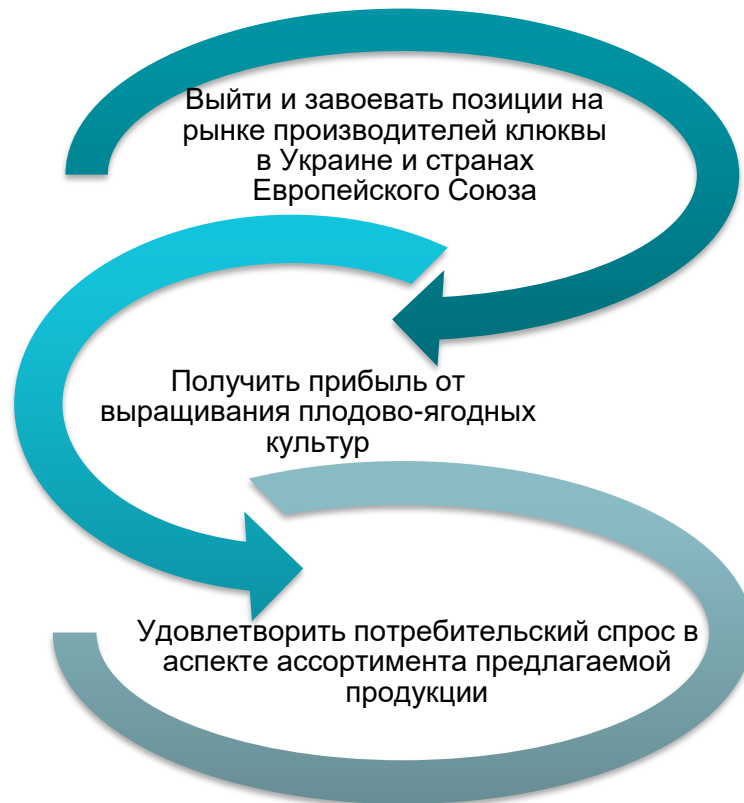 Выйти и завоевать позиции на
рынке производителей клюквы
в Украине и странах
Европейского Союза
Получить прибыль от
выращивания плодово-ягодных
культур
Удовлетворить потребительский спрос в
аспекте ассортимента предлагаемой
продукции